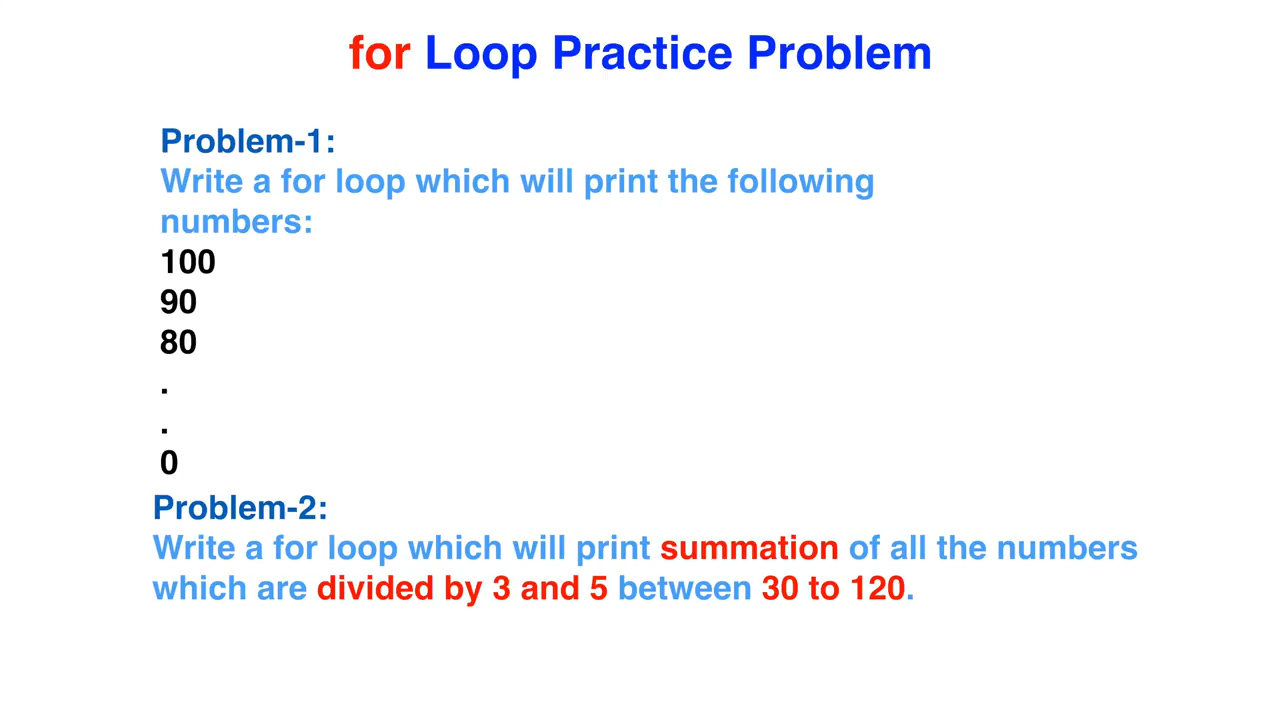 for Loop Practice Problem
Problem-1:
Write a for loop which will print the following
numbers:
100
90
80
.
.
0
Problem-2:
Write a for loop which will print summation of all the numbers
which are divided by 3 and 5 between 30 to 120.